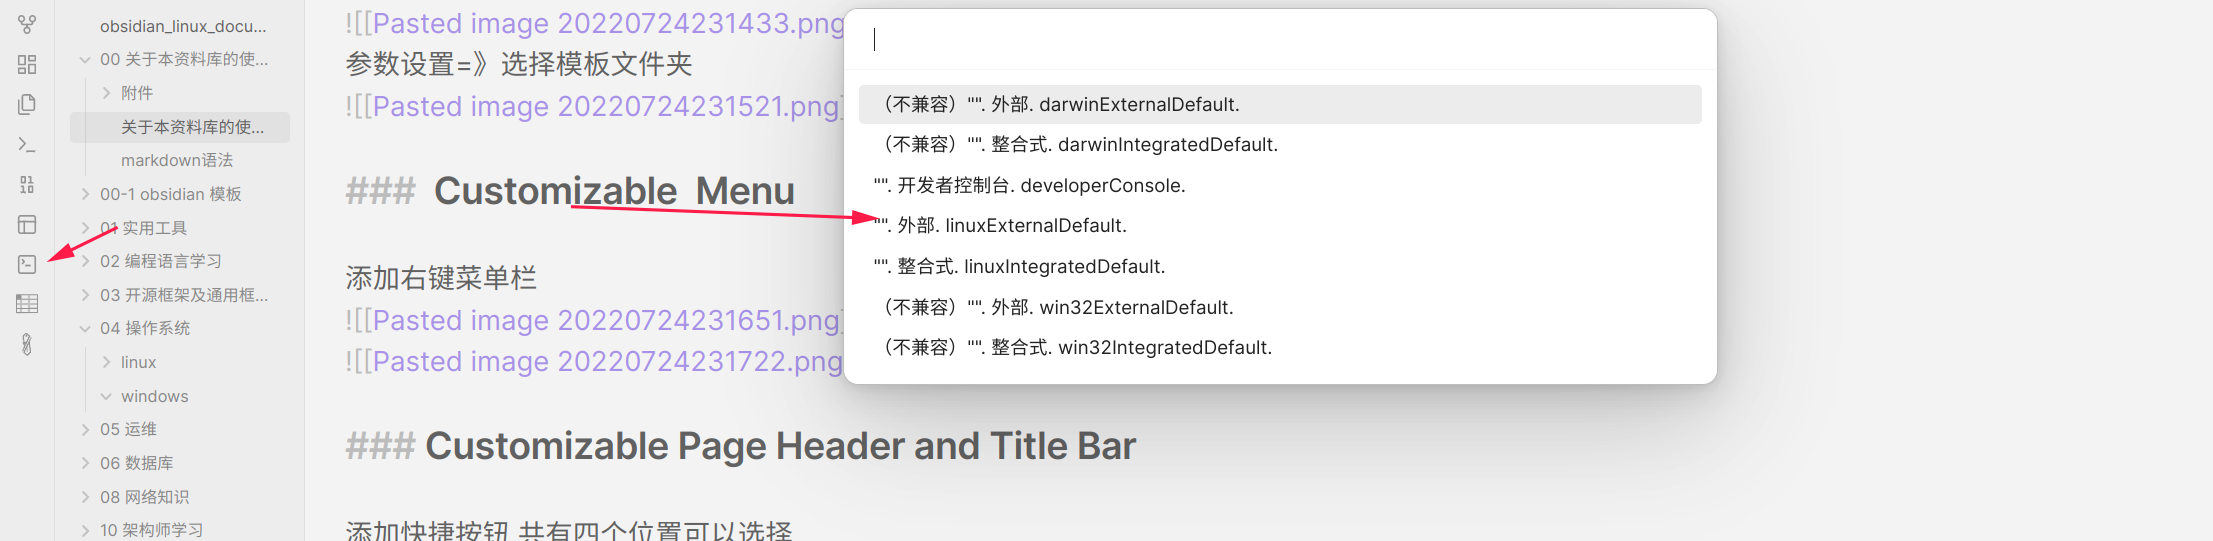 obsidian_linux_docu...
00 关于本资料库的使...
附件
关于本资料库的使...
markdown语法
00-1 obsidian 模板
01 实用工具
02 编程语言学习
03 开源框架及通用框...
04 操作系统
linux
windows
05 运维
06 数据库
08 网络知识
10 架构师学习
![[Pasted image 20220724231433.png
参数设置=》选择模板文件夹
![[Pasted image 20220724231521.png]
### Customizable Menu
添加右键菜单栏
![[Pasted image 20220724231651.png]
![[Pasted image 20220724231722.png
### Customizable Page Header and Title Bar
添加快捷按钮 共有四个位置可以选择
（不兼容）"". 外部. darwinExternalDefault.
（不兼容）"". 整合式. darwinIntegratedDefault.
"". 开发者控制台. developerConsole.
"". 外部. linuxExternalDefault.
"". 整合式. linuxIntegratedDefault.
（不兼容）"". 外部. win32ExternalDefault.
（不兼容）"". 整合式. win32IntegratedDefault.